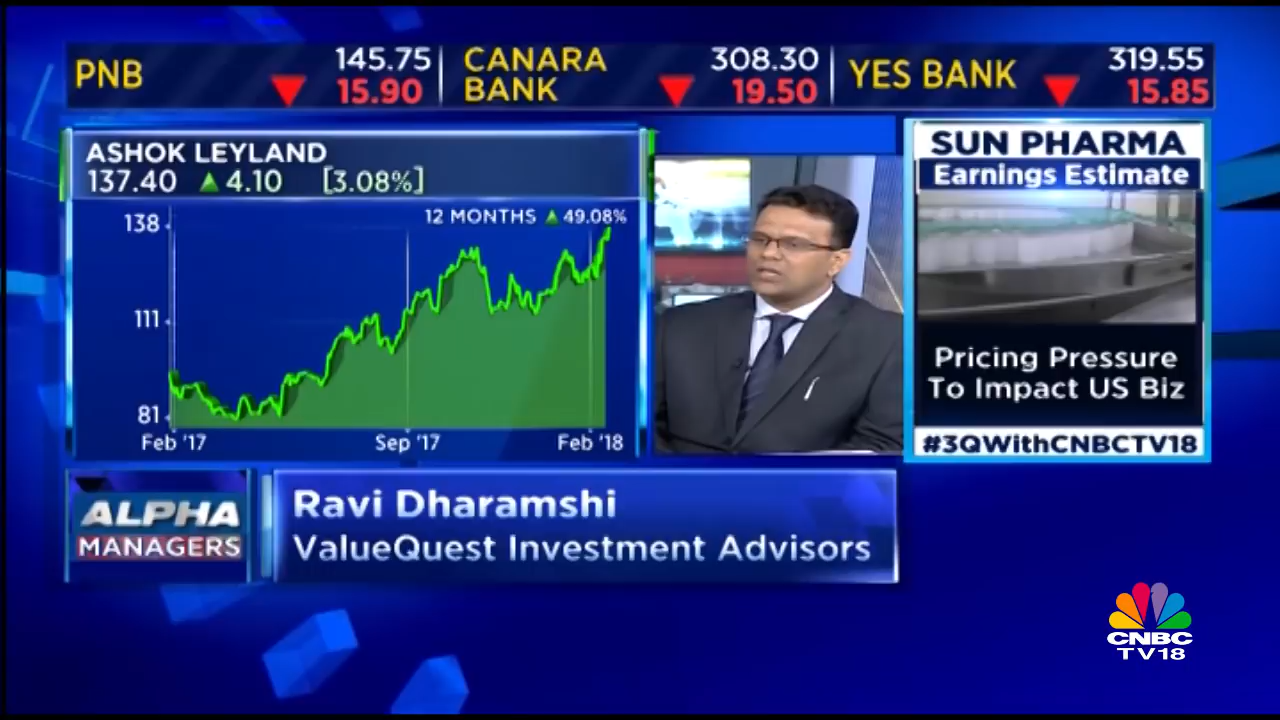 PNB 145.75
▼ 15.90
CANARA BANK 308.30
▼ 19.50
YES BANK 319.55
▼ 15.85
ASHOK LEYLAND
137.40 ▲ 4.10 [3.08%]
12 MONTHS ▲ 49.08%
138
111
81
Feb '17 Sep '17 Feb '18
SUN PHARMA
Earnings Estimate
Pricing Pressure
To Impact US Biz
#3QWithCNBCTV18
ALPHA
MANAGERS
Ravi Dharamshi
ValueQuest Investment Advisors
CNBC
TV18